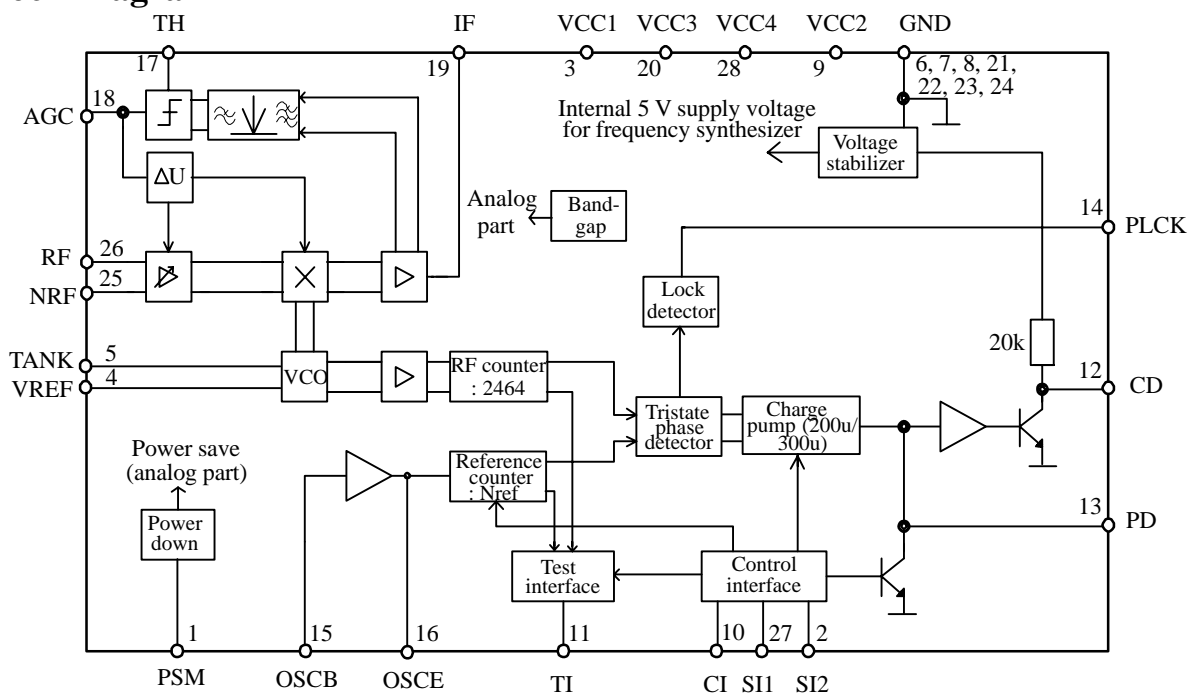 TH IF VCC1 VCC3 VCC4 VCC2 GND
17 19 3 20 28 9 6, 7, 8, 21,
22, 23, 24
18
AGC
Internal 5 V supply voltage
for frequency synthesizer
Voltage
stabilizer
ΔU
Analog
part
Band-
gap
14
PLCK
RF 26
25
NRF
Lock
detector
20k
TANK 5
VREF 4
VCO
RF counter
: 2464
12
CD
Tristate
phase
detector
Charge
pump (200u/
300u)
Power save
(analog part)
Reference
counter
: Nref
13
PD
Power
down
Test
interface
Control
interface
1 15 16 11 10 27 2
PSM OSCB OSCE TI CI SI1 SI2